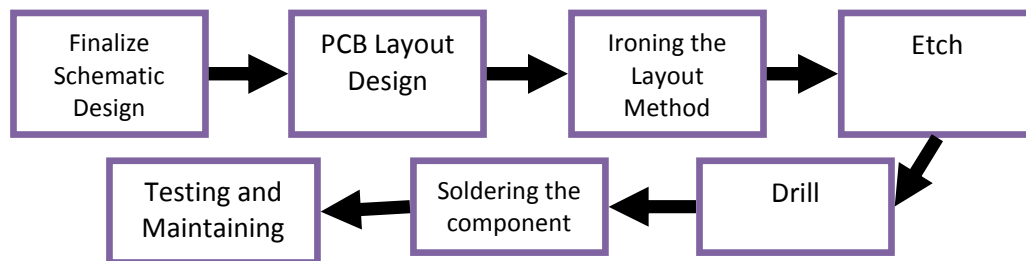 Finalize
Schematic
Design
PCB Layout
Design
Ironing the
Layout
Method
Etch
Drill
Soldering the
component
Testing and
Maintaining